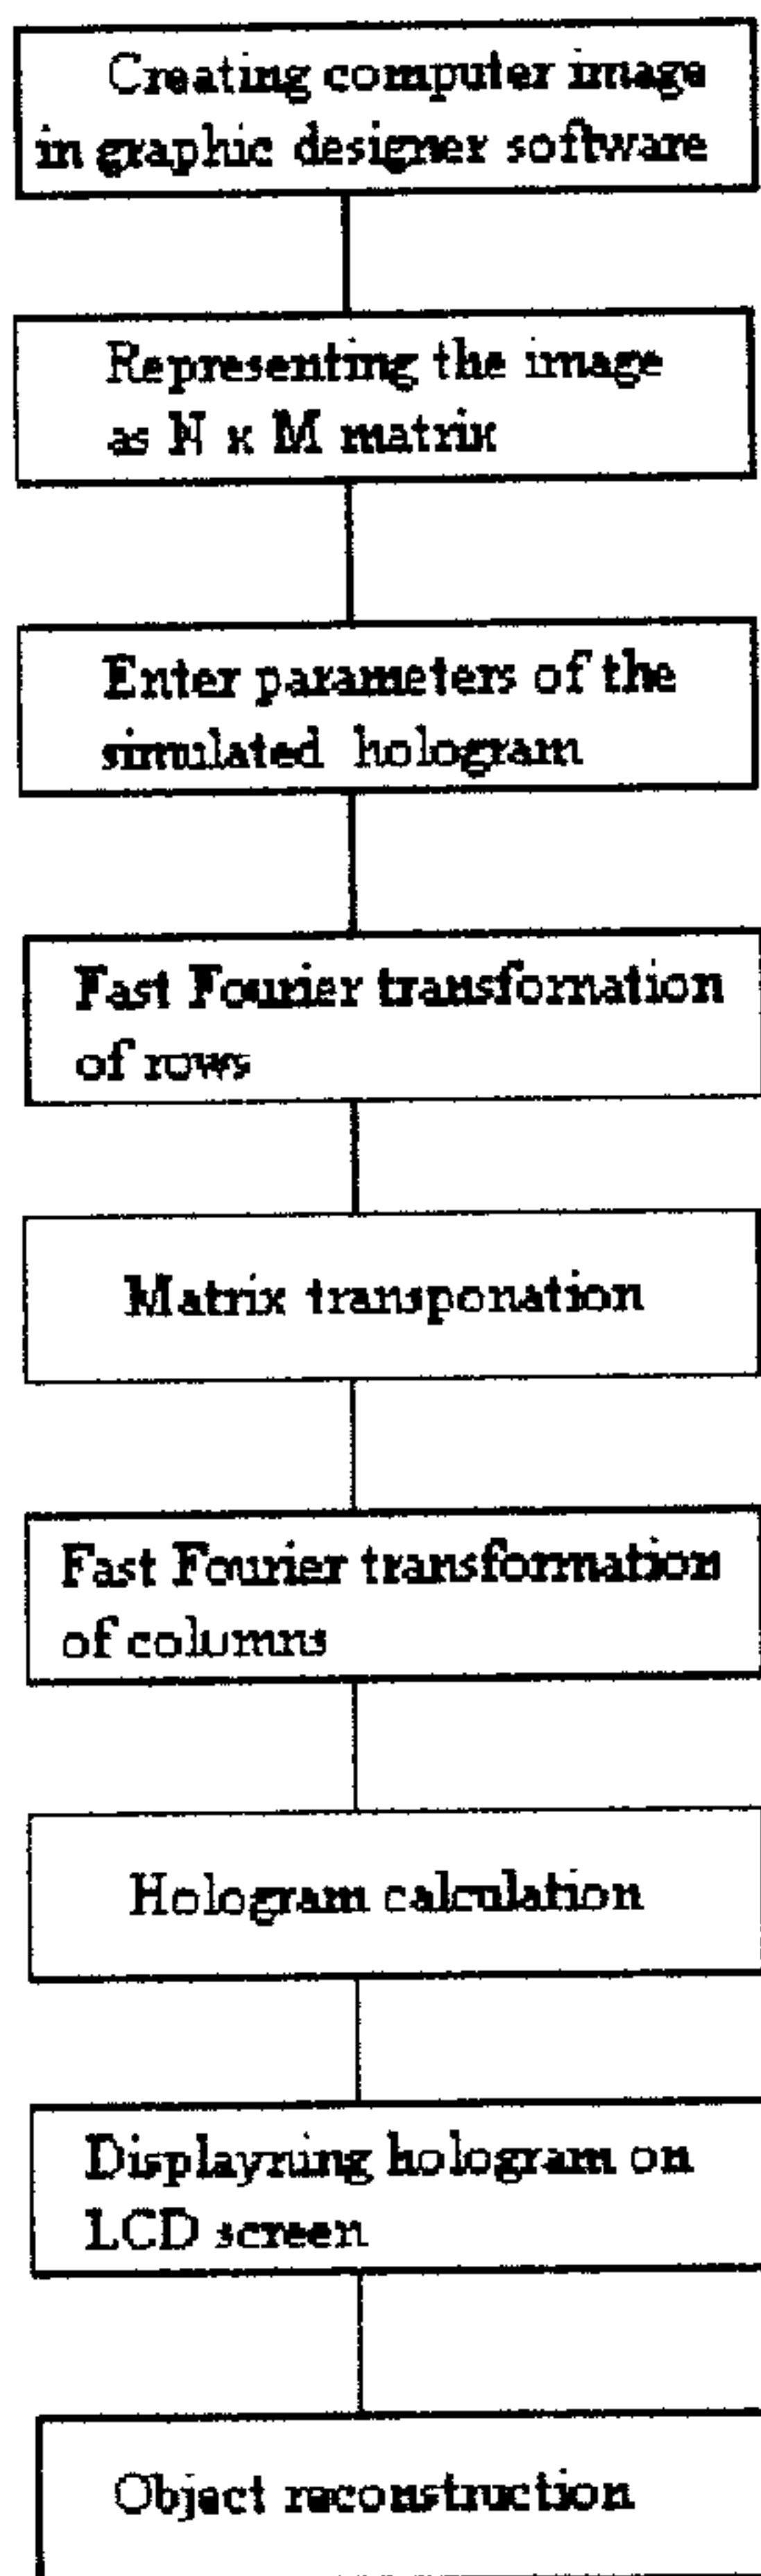 Creating computer image
in graphic designer software
Representing the image
as N x M matrix
Enter parameters of the
simulated hologram
Fast Fourier transformation
of rows
Matrix transponation
Fast Fourier transformation
of columns
Hologram calculation
Displayning hologram on
LCD screen
Object reconstruction